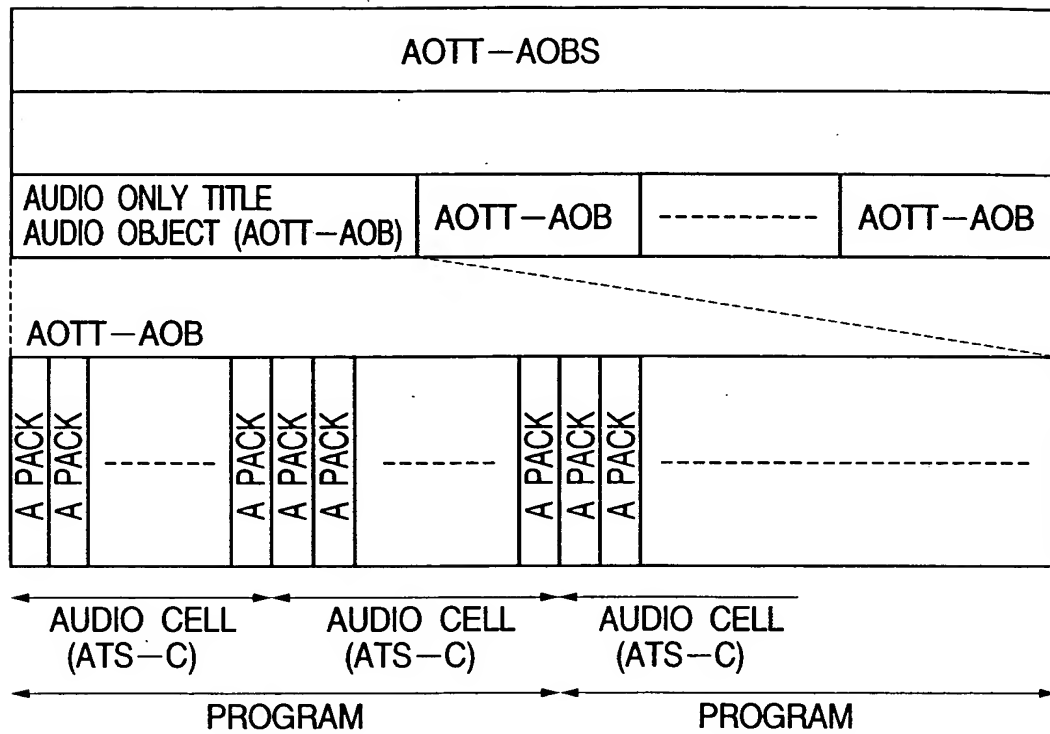 AOTT—AOBS
AUDIO ONLY TITLE
AUDIO OBJECT (AOTT—AOB)
AOTT—AOB
AOTT—AOB
AOTT—AOB
A PACK
A PACK
A PACK
A PACK
A PACK
A PACK
A PACK
A PACK
AUDIO CELL
(ATS—C)
AUDIO CELL
(ATS—C)
AUDIO CELL
(ATS—C)
PROGRAM
PROGRAM